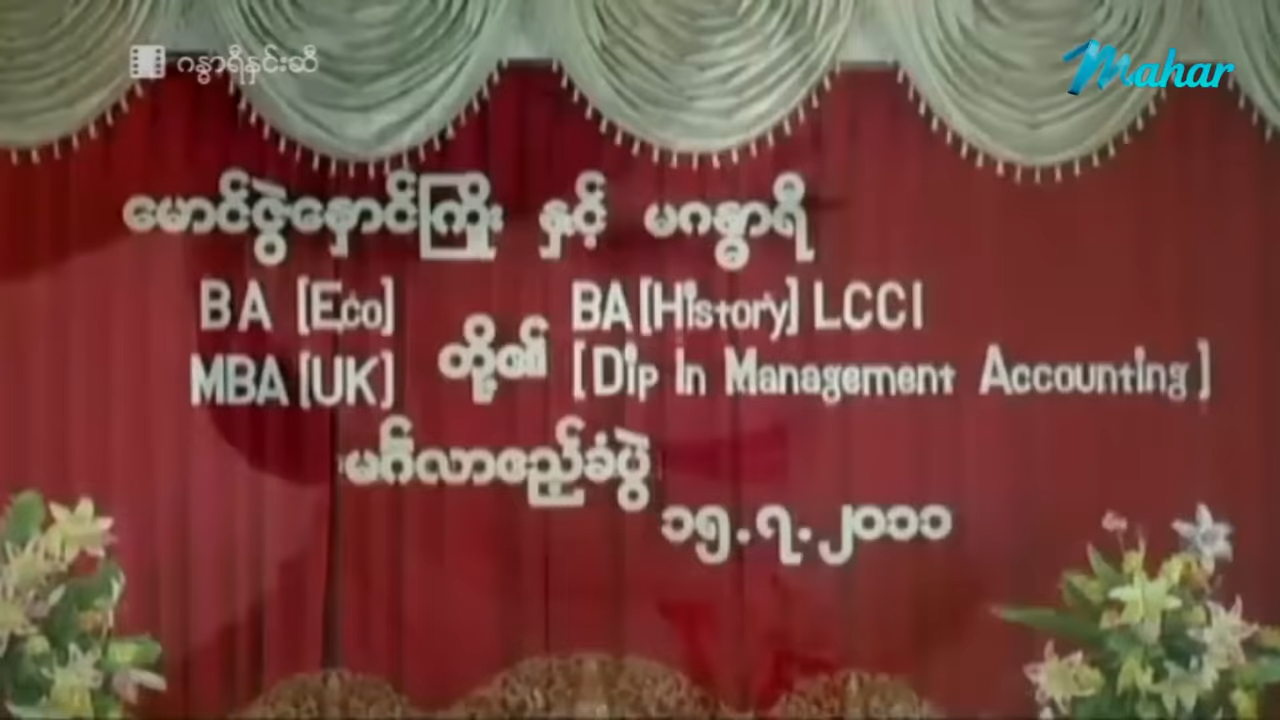 ဂန္ဓာရီနှင်းဆီ
Mahar
မောင်ဇွဲနှောင်ကြိုး နှင့် မဂန္ဓာရီ
BA [Eco] BA [History] LCCI
MBA [UK] တို့၏ [Dip In Management Accounting]
မင်္ဂလာဧည့်ခံပွဲ
၁၅.၇.၂၀၁၁